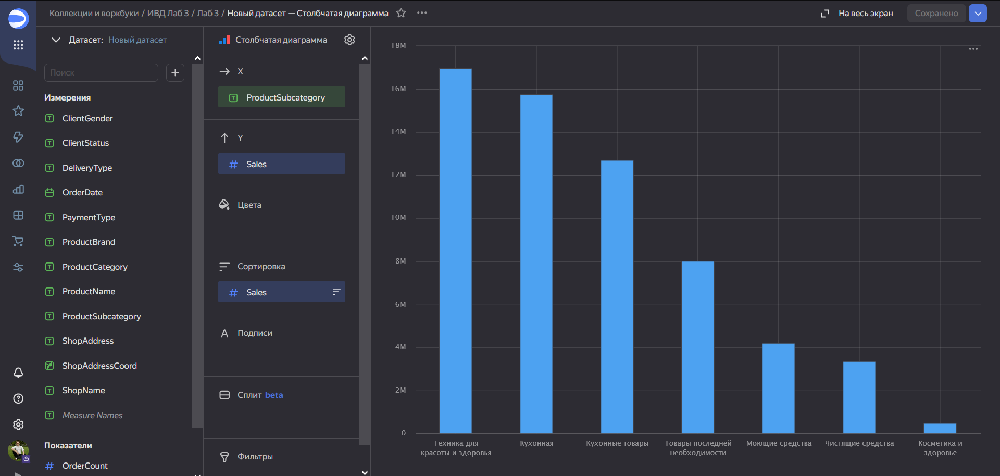 Коллекции и воркбуки / ИВД Лаб 3 / Лаб 3 / Новый датасет — Столбчатая диаграмма
На весь экран
Сохранено
Датасет: Новый датасет
Поиск
Измерения
ClientGender
ClientStatus
DeliveryType
OrderDate
PaymentType
ProductBrand
ProductCategory
ProductName
ProductSubcategory
ShopAddress
ShopAddressCoord
ShopName
Measure Names
Показатели
OrderCount
Столбчатая диаграмма
X
ProductSubcategory
Y
Sales
Цвета
Сортировка
Sales
Подписи
Сплит beta
Фильтры
18M
16M
14M
12M
10M
8M
6M
4M
2M
0
Техника для
красоты и здоровья
Кухонная
Кухонные товары
Товары последней
необходимости
Моющие средства
Чистящие средства
Косметика и
здоровье